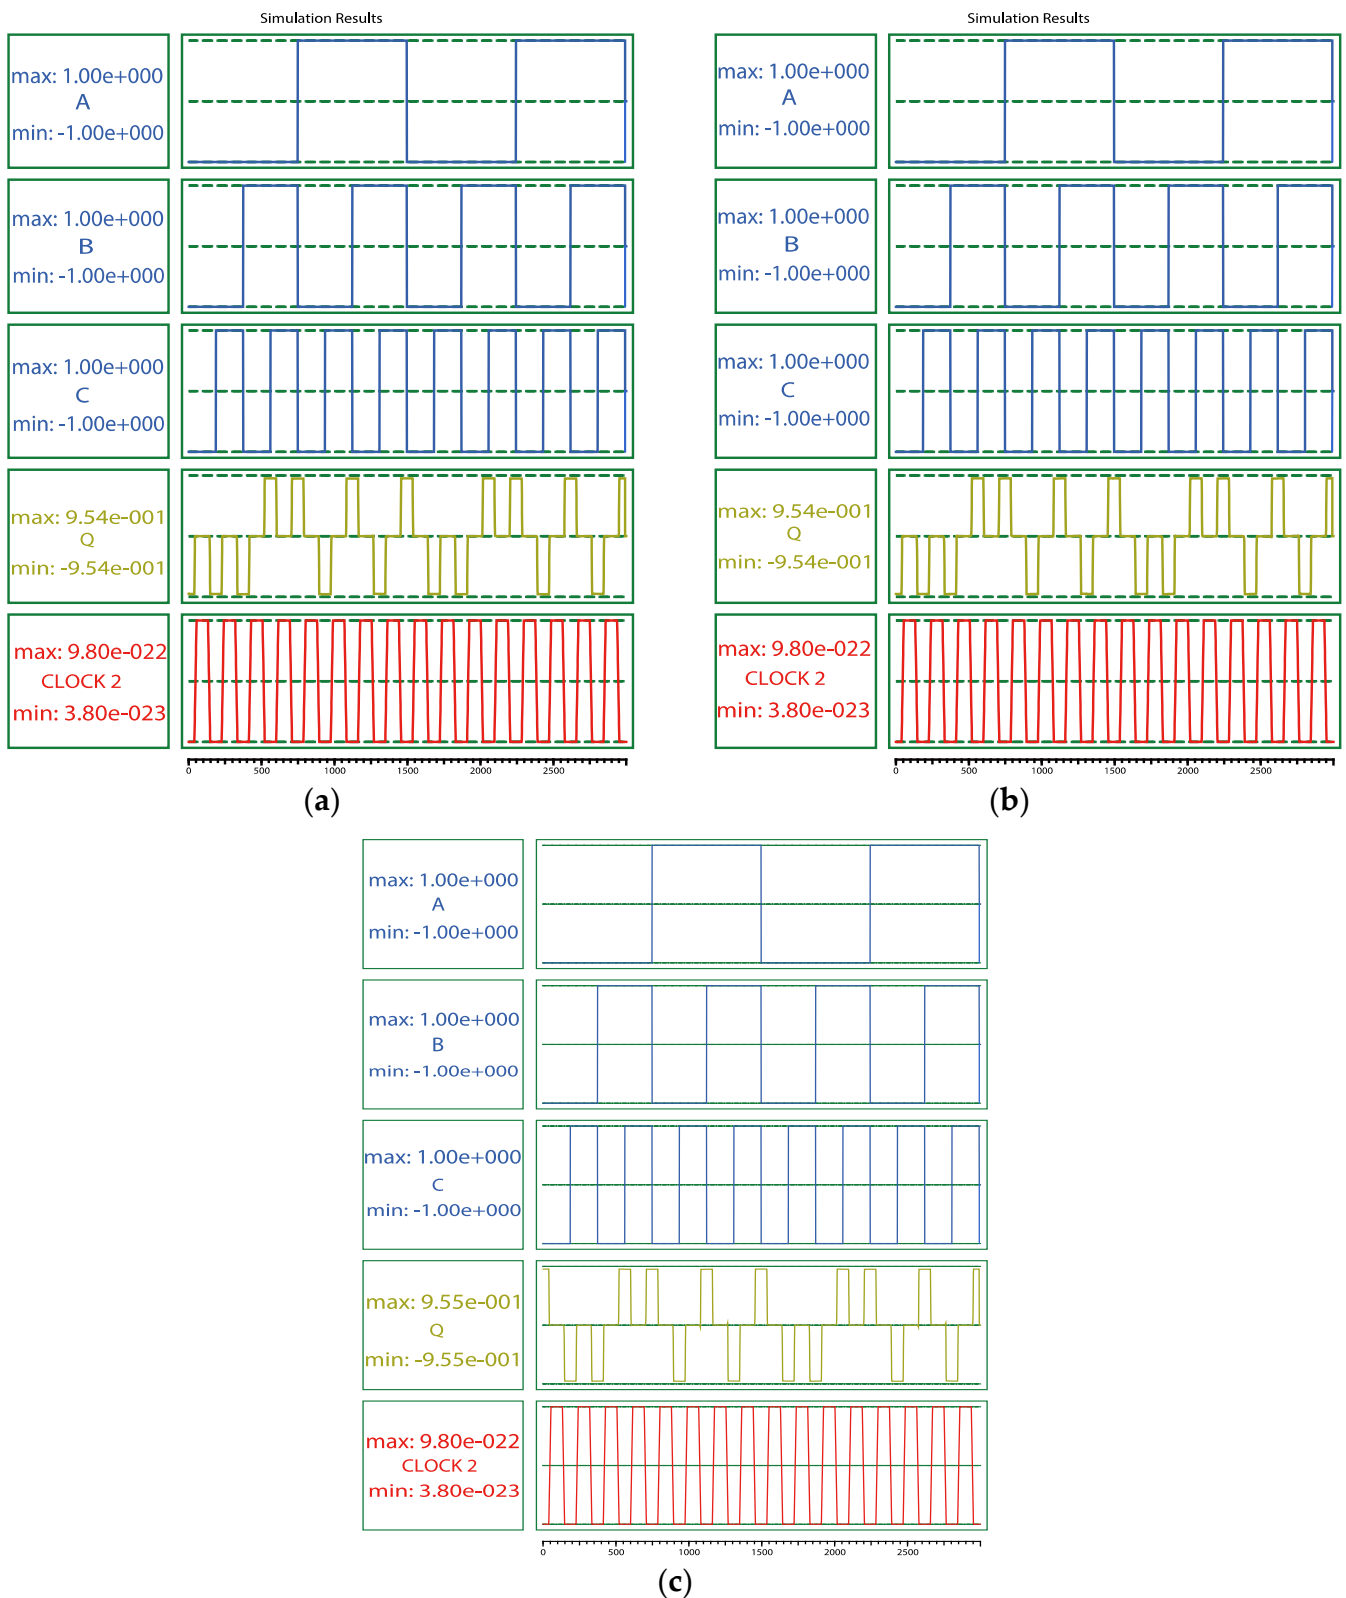 Simulation Results
max: 1.00e+000
A
min: -1.00e+000
max: 1.00e+000
B
min: -1.00e+000
max: 1.00e+000
C
min: -1.00e+000
max: 9.54e-001
Q
min: -9.54e-001
max: 9.80e-022
CLOCK 2
min: 3.80e-023
0 500 1000 1500 2000 2500
(a)
Simulation Results
max: 1.00e+000
A
min: -1.00e+000
max: 1.00e+000
B
min: -1.00e+000
max: 1.00e+000
C
min: -1.00e+000
max: 9.54e-001
Q
min: -9.54e-001
max: 9.80e-022
CLOCK 2
min: 3.80e-023
0 500 1000 1500 2000 2500
(b)
max: 1.00e+000
A
min: -1.00e+000
max: 1.00e+000
B
min: -1.00e+000
max: 1.00e+000
C
min: -1.00e+000
max: 9.55e-001
Q
min: -9.55e-001
max: 9.80e-022
CLOCK 2
min: 3.80e-023
0 500 1000 1500 2000 2500
(c)